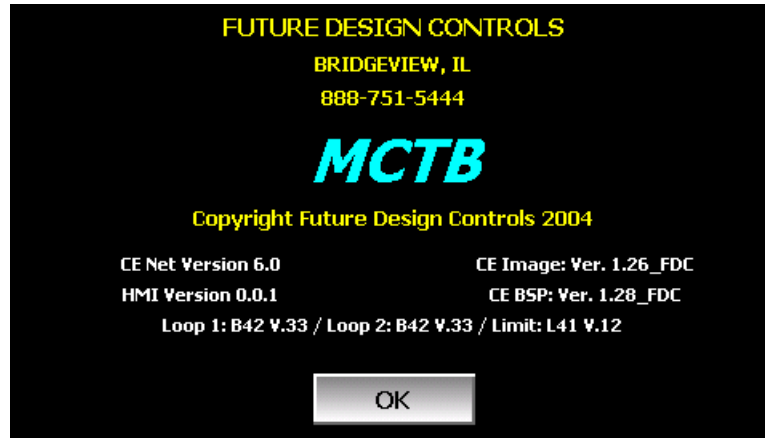 FUTURE DESIGN CONTROLS
BRIDGEVIEW, IL
888-751-5444
MCTB
Copyright Future Design Controls 2004
CE Net Version 6.0 CE Image: Ver. 1.26_FDC
HMI Version 0.0.1 CE BSP: Ver. 1.28_FDC
Loop 1: B42 V.33 / Loop 2: B42 V.33 / Limit: L41 V.12
OK